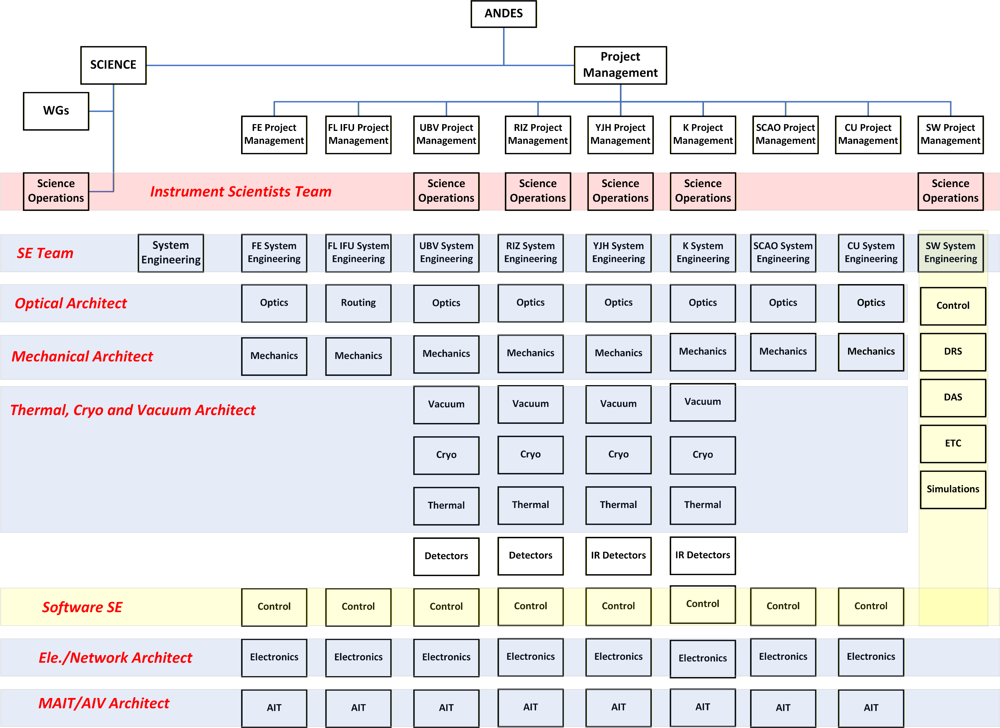 ANDES
SCIENCE
Project
Management
WGs
FE Project
Management
FL IFU Project
Management
UBV Project
Management
RIZ Project
Management
YJH Project
Management
K Project
Management
SCAO Project
Management
CU Project
Management
SW Project
Management
Science
Operations
Instrument Scientists Team
Science
Operations
Science
Operations
Science
Operations
Science
Operations
Science
Operations
SE Team
System
Engineering
FE System
Engineering
FL IFU System
Engineering
UBV System
Engineering
RIZ System
Engineering
YJH System
Engineering
K System
Engineering
SCAO System
Engineering
CU System
Engineering
SW System
Engineering
Optical Architect
Optics
Routing
Optics
Optics
Optics
Optics
Optics
Optics
Control
Mechanical Architect
Mechanics
Mechanics
Mechanics
Mechanics
Mechanics
Mechanics
Mechanics
Mechanics
DRS
Thermal, Cryo and Vacuum Architect
Vacuum
Vacuum
Vacuum
Vacuum
DAS
Cryo
Cryo
Cryo
Cryo
ETC
Thermal
Thermal
Thermal
Thermal
Simulations
Detectors
Detectors
IR Detectors
IR Detectors
Software SE
Control
Control
Control
Control
Control
Control
Control
Control
Ele./Network Architect
Electronics
Electronics
Electronics
Electronics
Electronics
Electronics
Electronics
Electronics
MAIT/AIV Architect
AIT
AIT
AIT
AIT
AIT
AIT
AIT
AIT